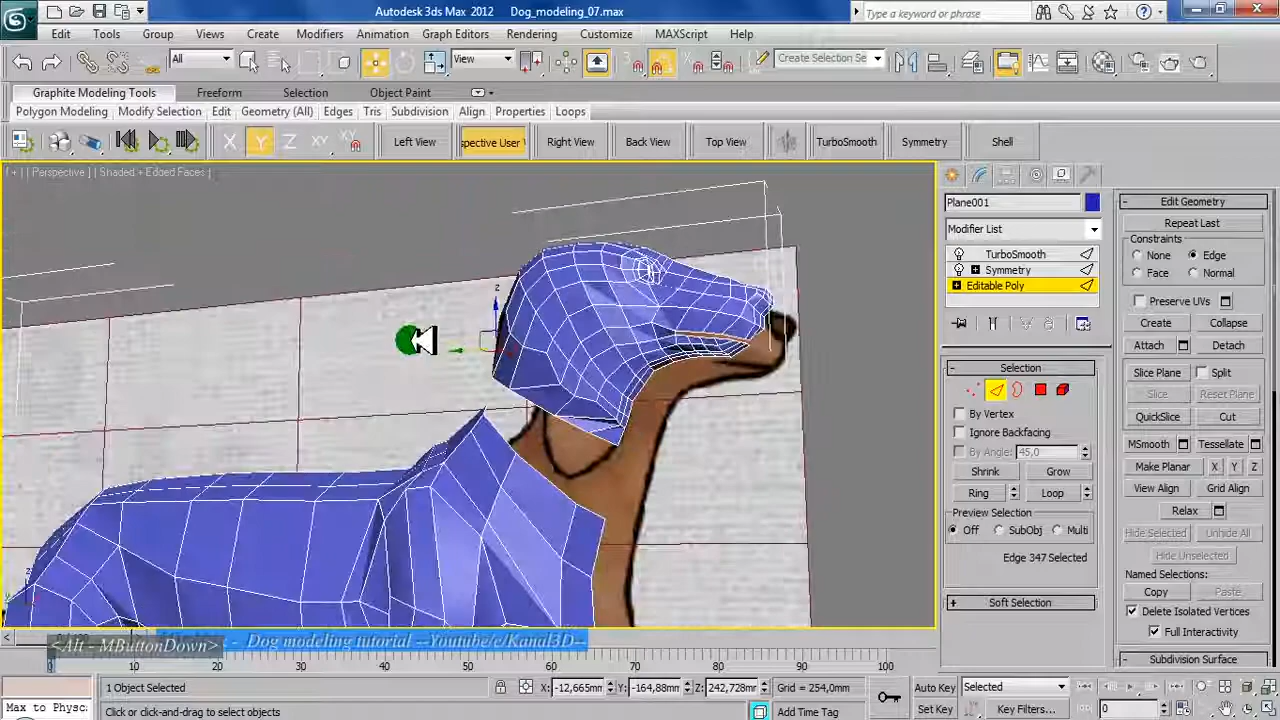 Autodesk 3ds Max 2012 Dog_modeling_07.max
Type a keyword or phrase
Edit Tools Group Views Create Modifiers Animation Graph Editors Rendering Customize MAXScript Help
All View Create Selection Se
Graphite Modeling Tools Freeform Selection Object Paint
Polygon Modeling Modify Selection Edit Geometry (All) Edges Tris Subdivision Align Properties Loops
X Y Z XY XY Left View spective User V Right View Back View Top View TurboSmooth Symmetry Shell
[ + ] [ Perspective ] [ Shaded + Edged Faces ]
Plane001
Modifier List
TurboSmooth
Symmetry
Editable Poly
Selection
By Vertex
Ignore Backfacing
By Angle: 45,0
Shrink Grow
Ring Loop
Preview Selection
Off SubObj Multi
Edge 347 Selected
Soft Selection
Edit Geometry
Repeat Last
Constraints
None Edge
Face Normal
Preserve UVs
Create Collapse
Attach Detach
Slice Plane Split
Slice Reset Plane
QuickSlice Cut
MSmooth Tessellate
Make Planar X Y Z
View Align Grid Align
Relax
Hide Selected Unhide All
Hide Unselected
Named Selections:
Copy Paste
Delete Isolated Vertices
Full Interactivity
Subdivision Surface
<Alt - MButtonDown> - Dog modeling tutorial --Youtube/c/Kanal3D--
10 20 30 40 50 60 70 80 90 100
1 Object Selected X: -12,665mm Y: -164,88mm Z: 242,728mm Grid = 254,0mm Auto Key Selected
Max to Physc Click or click-and-drag to select objects Add Time Tag Set Key Key Filters... 0